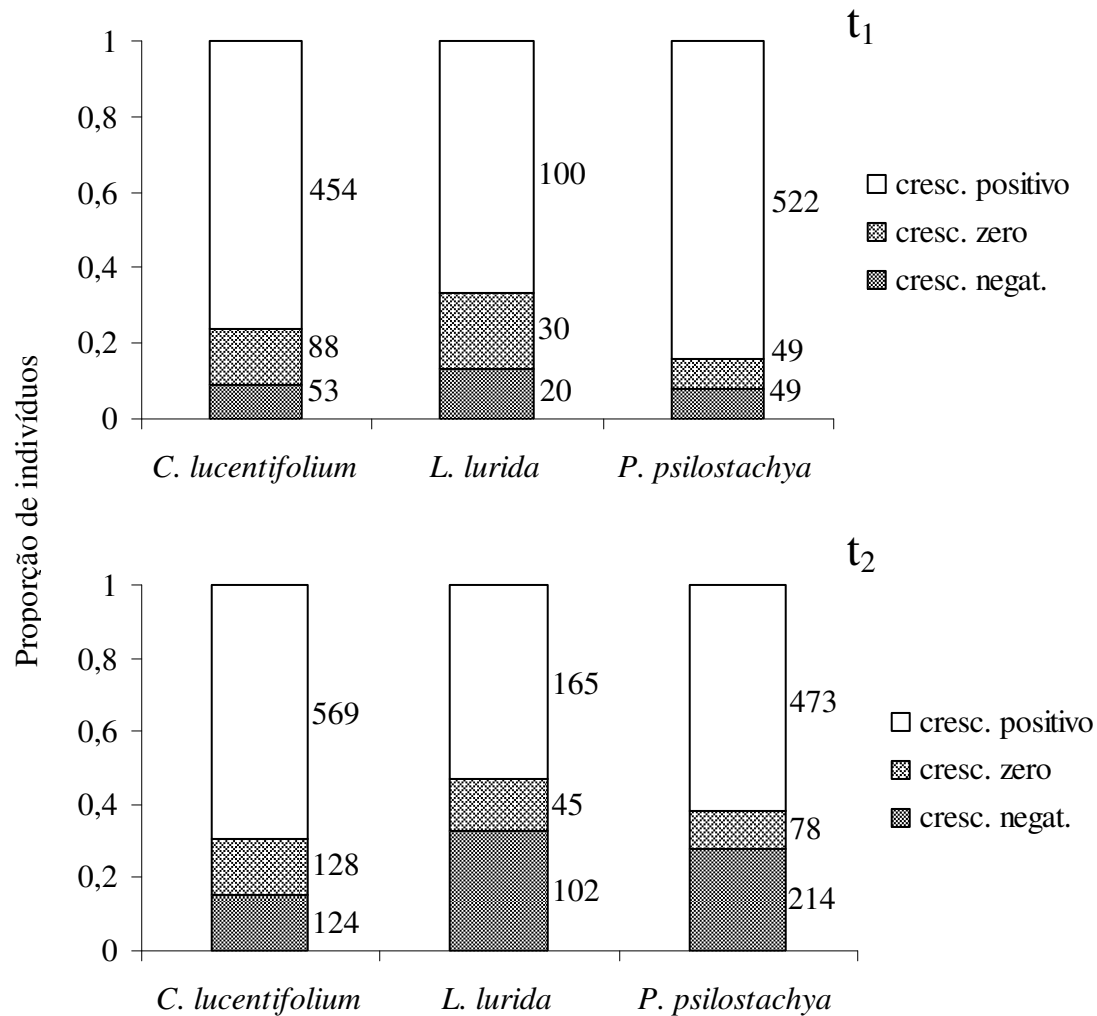 Proporção de indivíduos
t1
1
0,8
0,6
0,4
0,2
0
454
88
53
100
30
20
522
49
49
cresc. positivo
cresc. zero
cresc. negat.
C. lucentifolium
L. lurida
P. psilostachya
t2
1
0,8
0,6
0,4
0,2
0
569
128
124
165
45
102
473
78
214
cresc. positivo
cresc. zero
cresc. negat.
C. lucentifolium
L. lurida
P. psilostachya